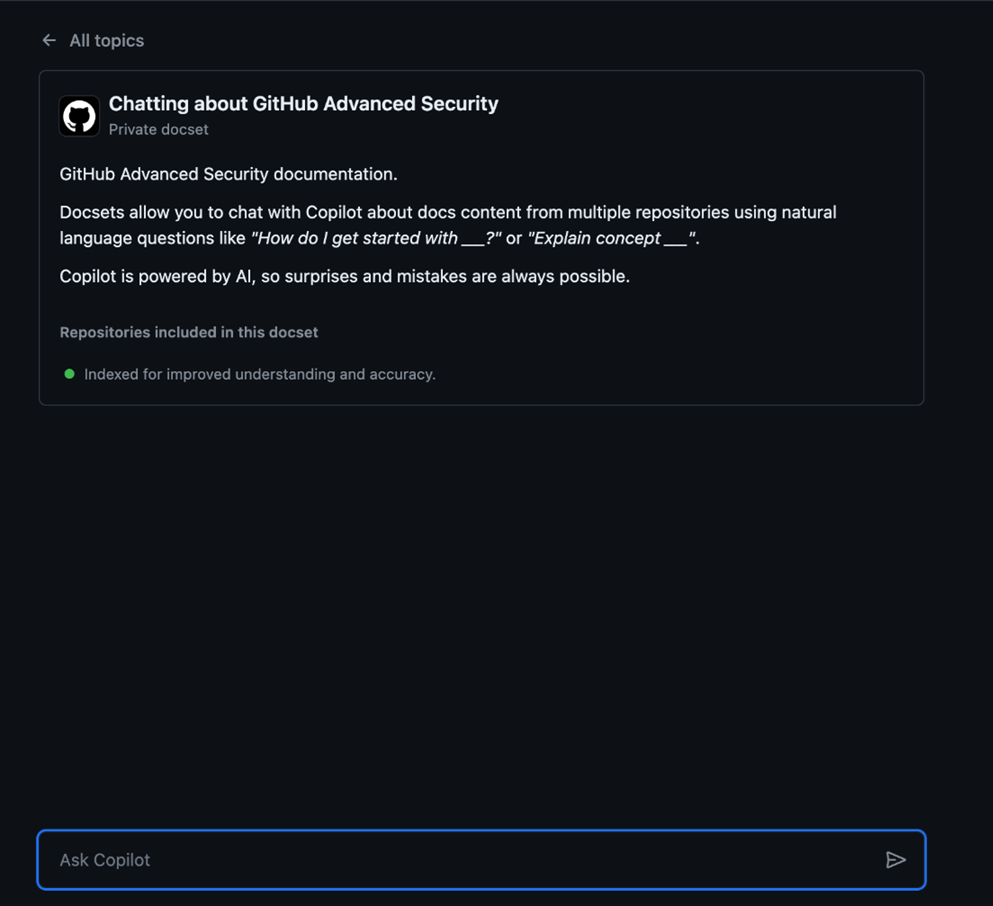 All topics
Chatting about GitHub Advanced Security
Private docset
GitHub Advanced Security documentation.
Docsets allow you to chat with Copilot about docs content from multiple repositories using natural
language questions like "How do I get started with ___?" or "Explain concept ___".
Copilot is powered by AI, so surprises and mistakes are always possible.
Repositories included in this docset
Indexed for improved understanding and accuracy.
Ask Copilot